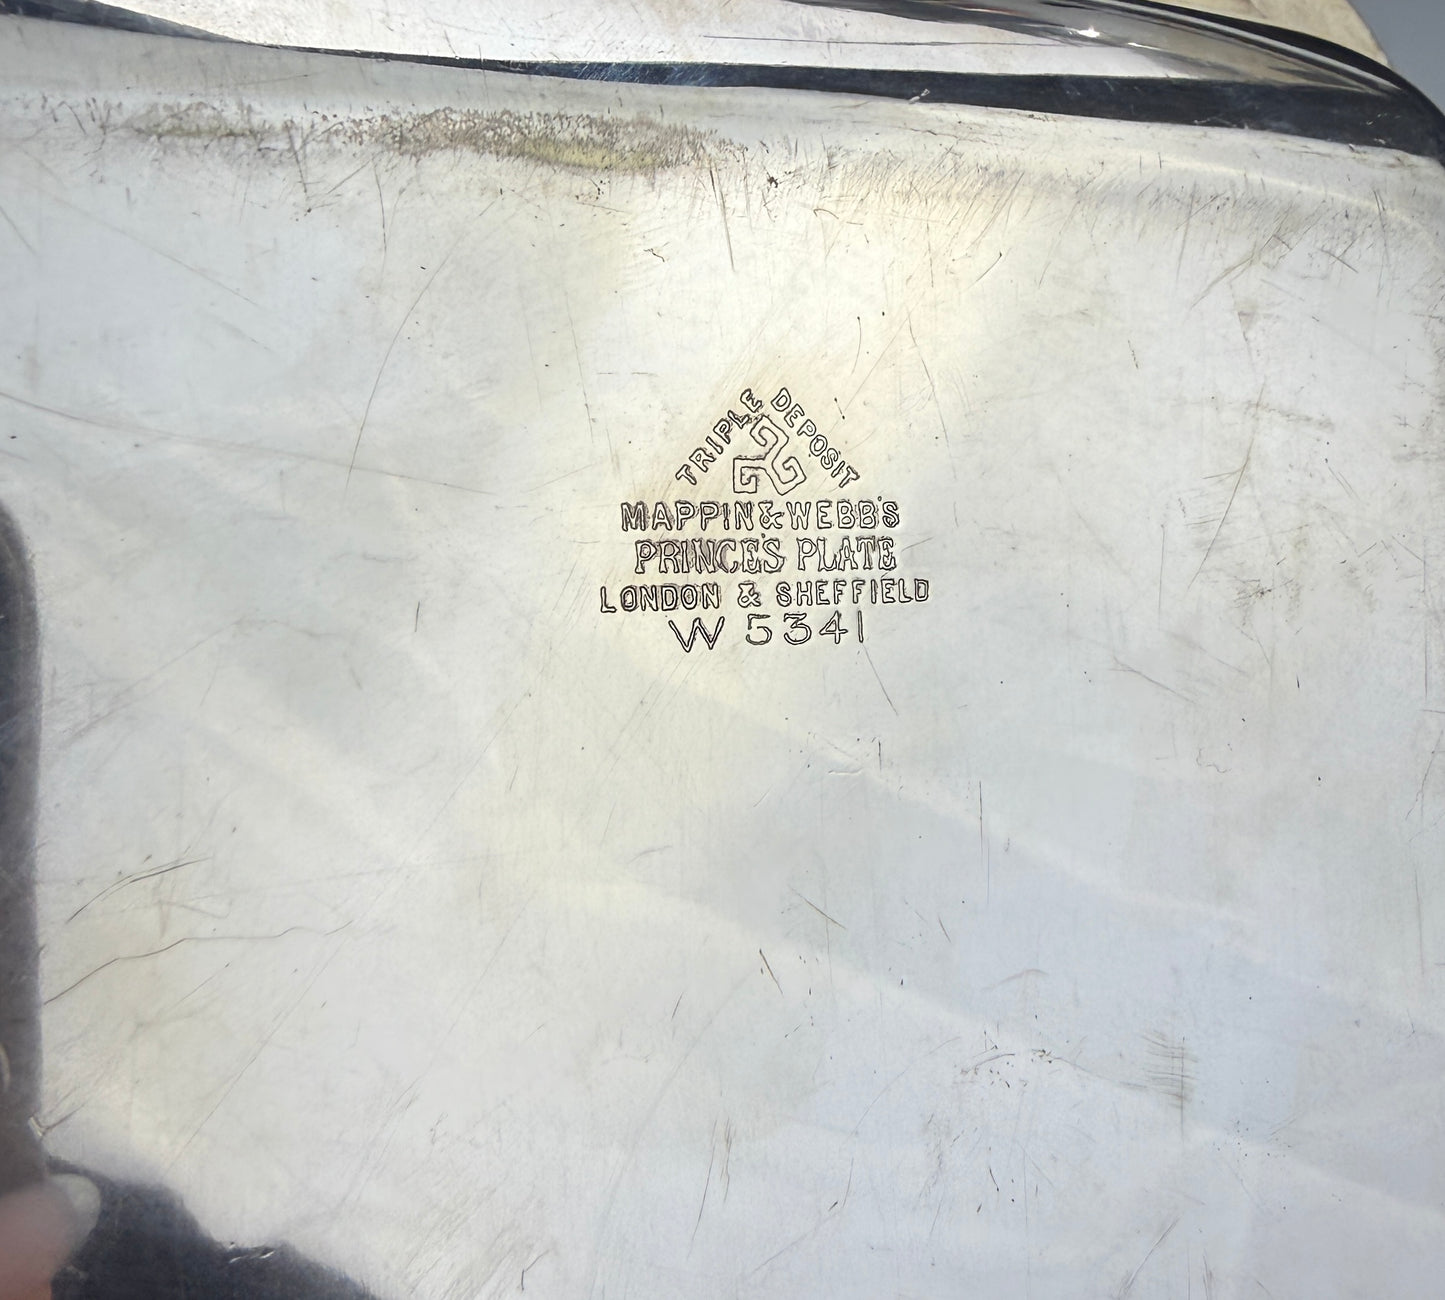 TRIPLE DEPOSIT
MAPPIN & WEBB'S
PRINCE'S PLATE
LONDON & SHEFFIELD
W 5341